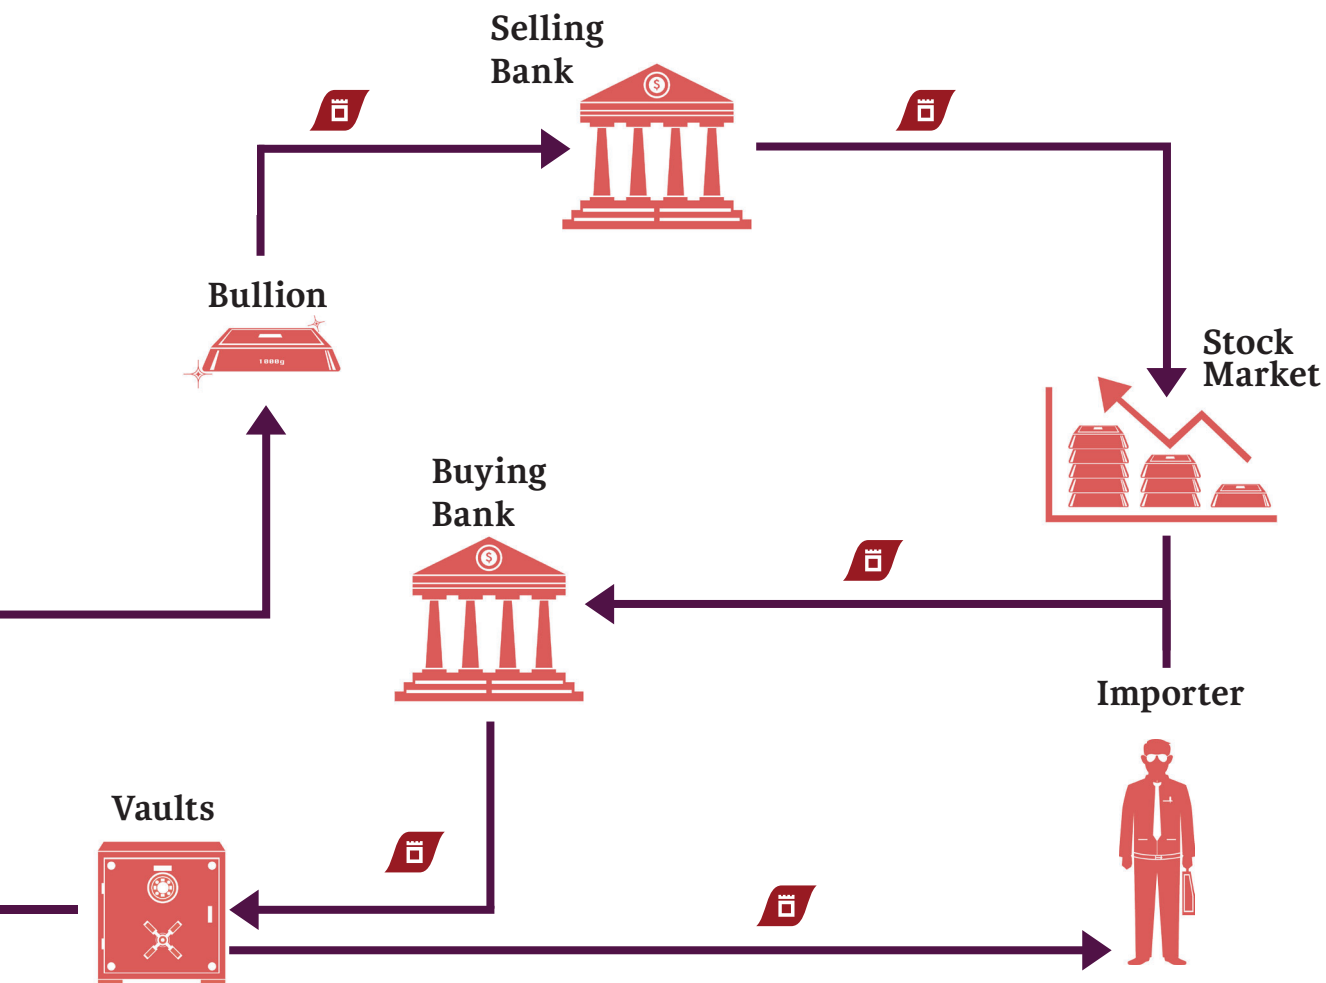 Selling
Bank
$
Bullion
1000g
Stock
Market
Buying
Bank
$
Importer
Vaults